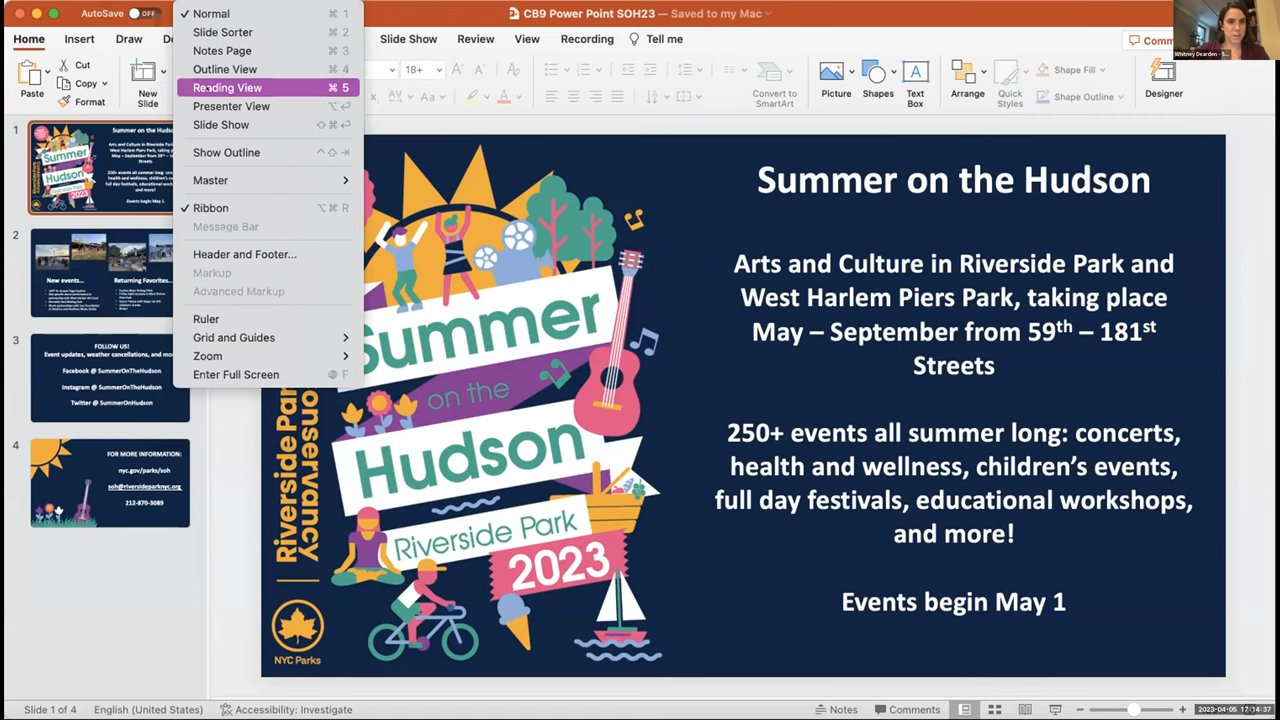 AutoSave OFF
CB9 Power Point SOH23 — Saved to my Mac
Home Insert Draw
Slide Show Review View Recording Tell me
Paste
Cut
Copy
Format
New
Slide
18+
Convert to
SmartArt
Picture
Shapes
Text
Box
Arrange
Quick
Styles
Shape Fill
Shape Outline
Designer
Whitney Dearden - S...
Normal ⌘ 1
Slide Sorter ⌘ 2
Notes Page ⌘ 3
Outline View ⌘ 4
Reading View ⌘ 5
Presenter View
Slide Show
Show Outline
Master
Ribbon ⌥⌘ R
Message Bar
Header and Footer...
Markup
Advanced Markup
Ruler
Grid and Guides
Zoom
Enter Full Screen F
1
2
New events...
Returning Favorites...
3
FOLLOW US!
Event updates, weather cancellations, and mo
Facebook @ SummerOnTheHudson
Instagram @ SummerOnTheHudson
Twitter @ SummerOnHudson
4
FOR MORE INFORMATION:
nyc.gov/parks/soh
soh@riversideparknyc.org
212-870-3089
Summer
on the
Hudson
Riverside Park
2023
NYC Parks
Summer on the Hudson
Arts and Culture in Riverside Park and
West Harlem Piers Park, taking place
May – September from 59th – 181st
Streets
250+ events all summer long: concerts,
health and wellness, children's events,
full day festivals, educational workshops,
and more!
Events begin May 1
Slide 1 of 4 English (United States) Accessibility: Investigate
Notes Comments
2023-04-05 17:14:37